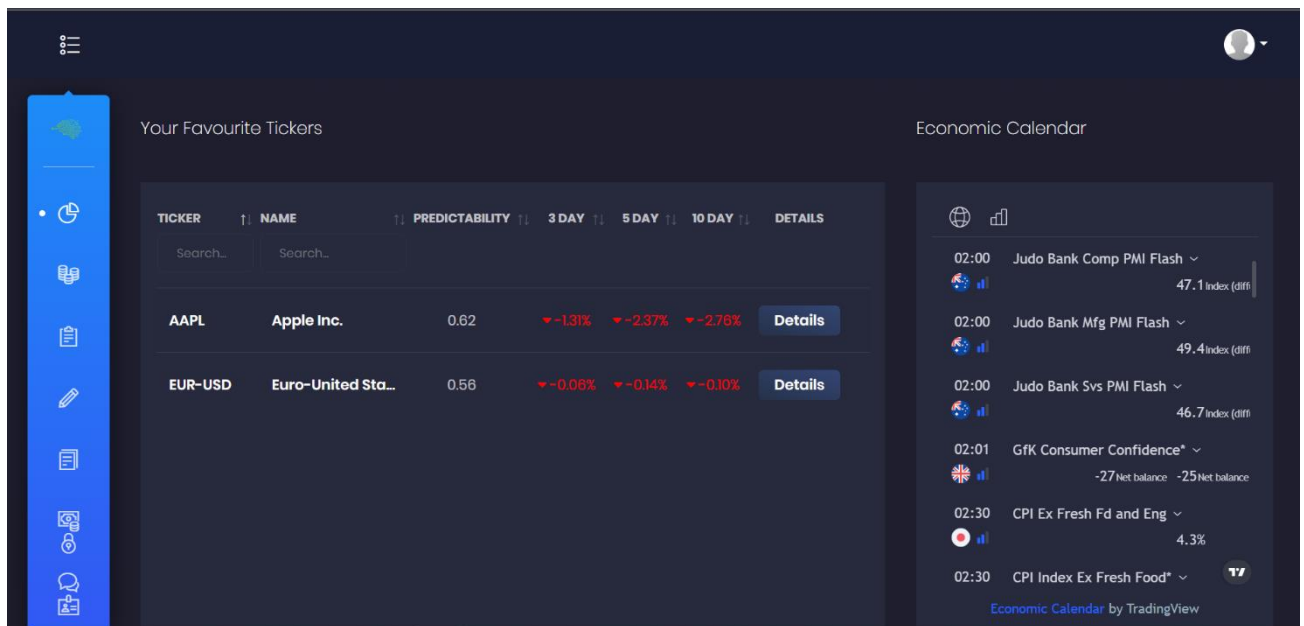 Your Favourite Tickers
Economic Calendar
TICKER NAME PREDICTABILITY 3 DAY 5 DAY 10 DAY DETAILS
Search... Search...
AAPL Apple Inc. 0.62 -1.31% -2.37% -2.76% Details
EUR-USD Euro-United Sta... 0.56 -0.06% -0.14% -0.10% Details
02:00 Judo Bank Comp PMI Flash
47.1 Index (diff
02:00 Judo Bank Mfg PMI Flash
49.4 Index (diff
02:00 Judo Bank Svs PMI Flash
46.7 Index (diff
02:01 GfK Consumer Confidence*
-27 Net balance -25 Net balance
02:30 CPI Ex Fresh Fd and Eng
4.3%
02:30 CPI Index Ex Fresh Food*
Economic Calendar by TradingView